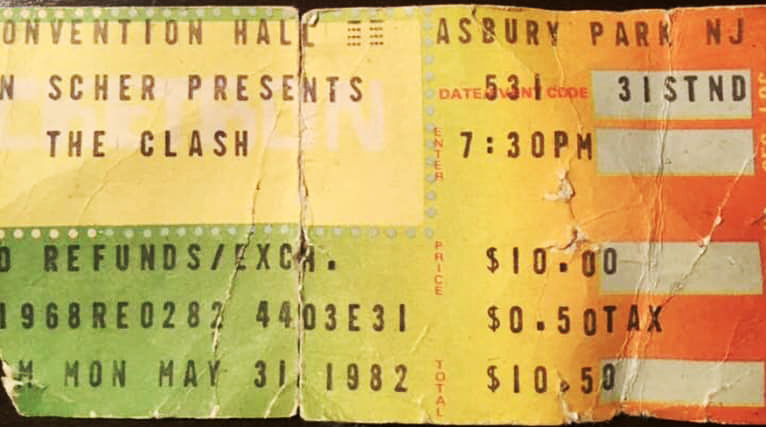 ONVENTION HALL ASBURY PARK NJ
N SCHER PRESENTS DATE/EVENT CODE 531 31STND
THE CLASH ENTER 7:30PM
O REFUNDS/EXCH. PRICE $10.00
1968RE0282 4403E31 $0.50TAX
M MON MAY 31, 1982 TOTAL $10.50